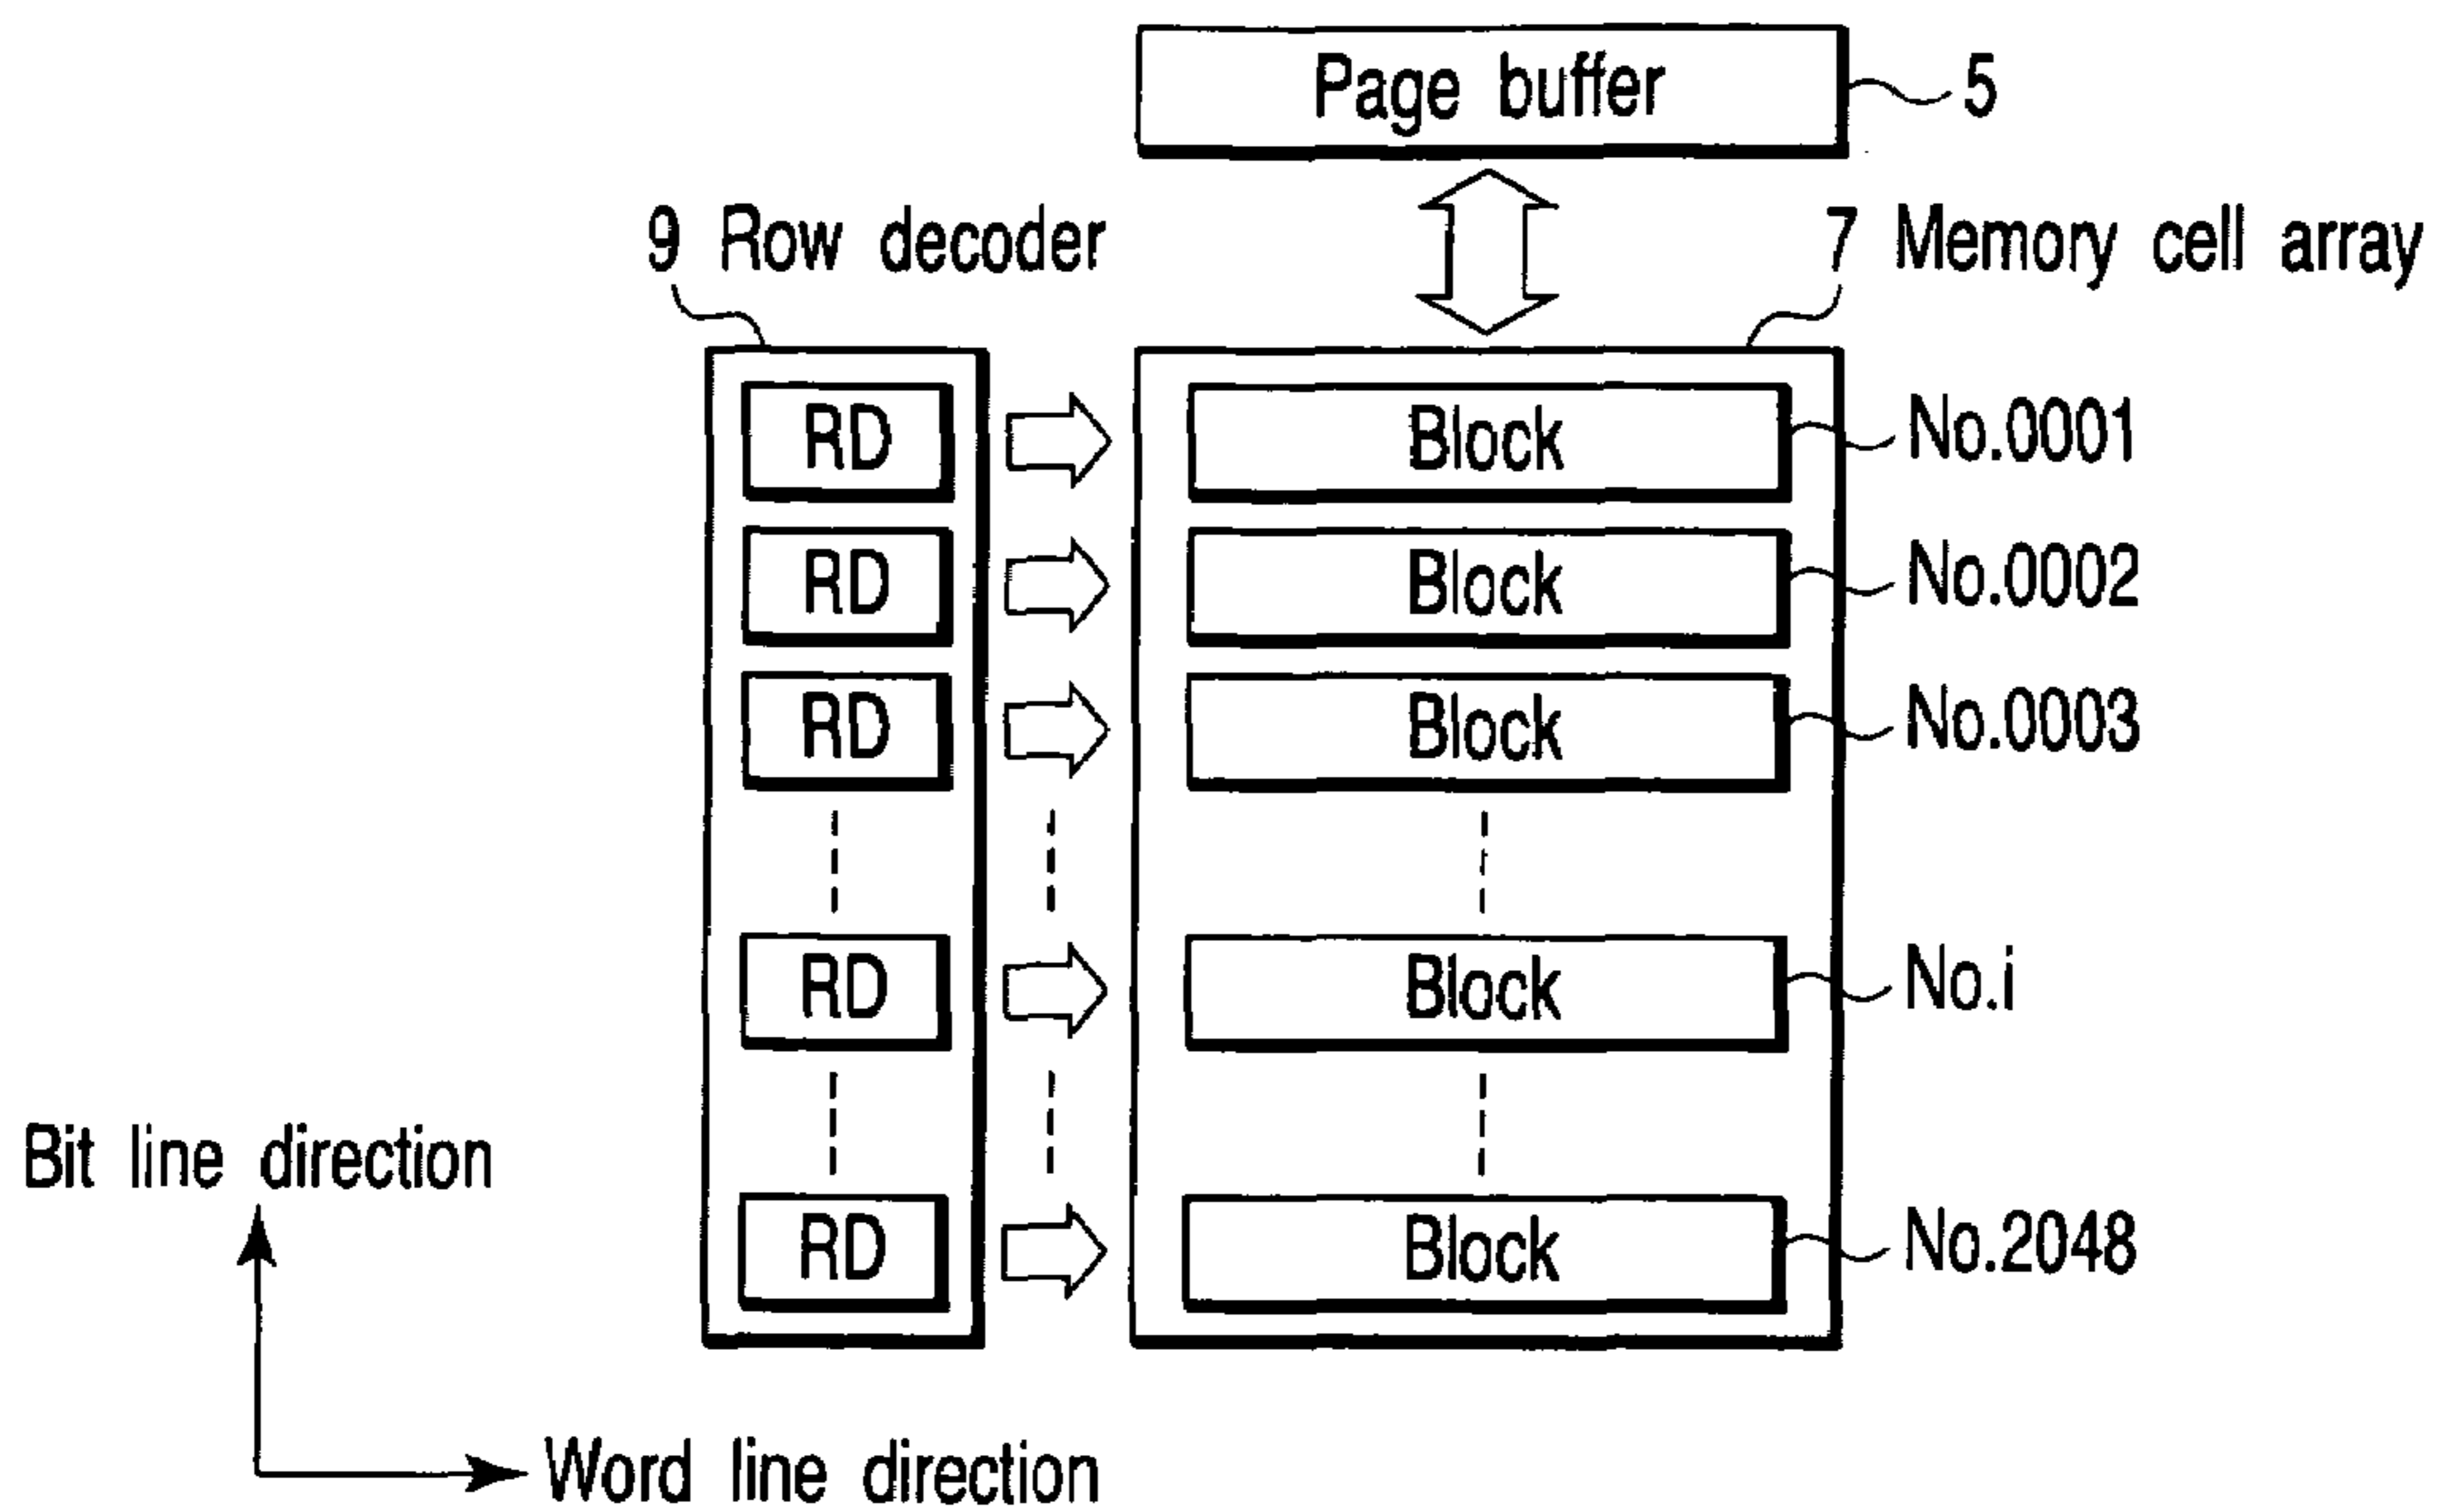 Page buffer
5
9 Row decoder
7 Memory cell array
RD
Block
No.0001
RD
Block
No.0002
RD
Block
No.0003
RD
Block
No.i
Bit line direction
RD
Block
No.2048
Word line direction